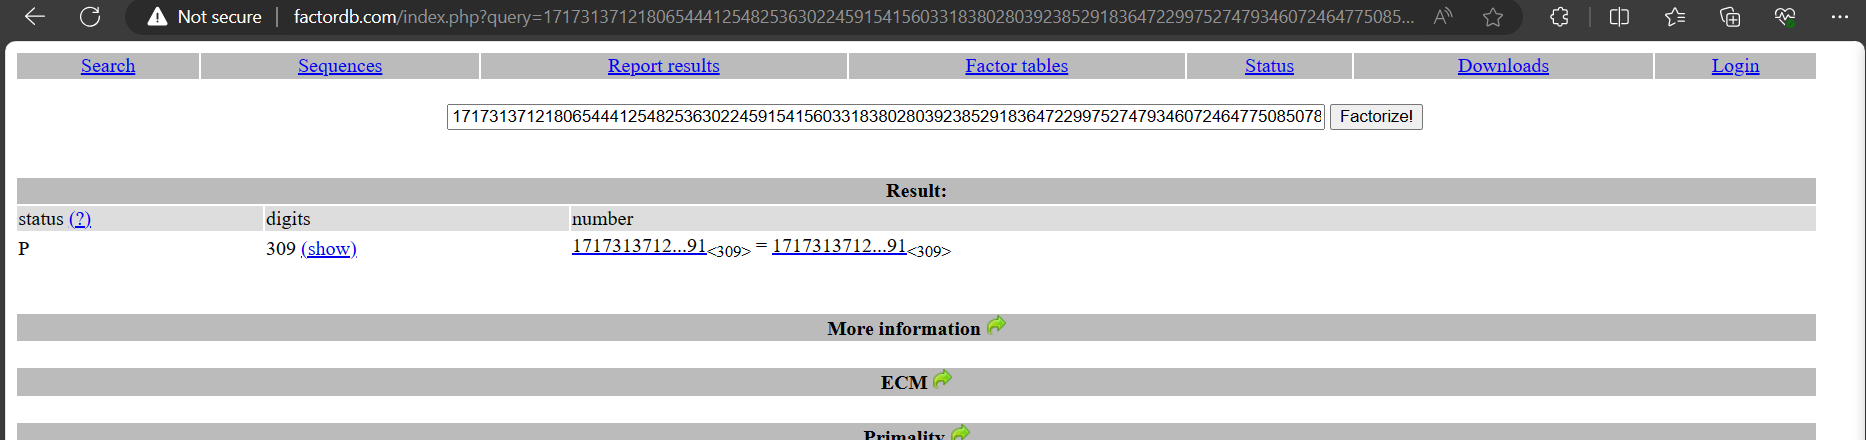 Not secure | factordb.com/index.php?query=1717313712180654441254825363022459154156033183802803923852918364722997527479346072464775085...
Search Sequences Report results Factor tables Status Downloads Login
1717313712180654441254825363022459154156033183802803923852918364722997527479346072464775085078 Factorize!
Result:
status (?) digits number
P 309 (show) 1717313712...91<309> = 1717313712...91<309>
More information
ECM
Primality